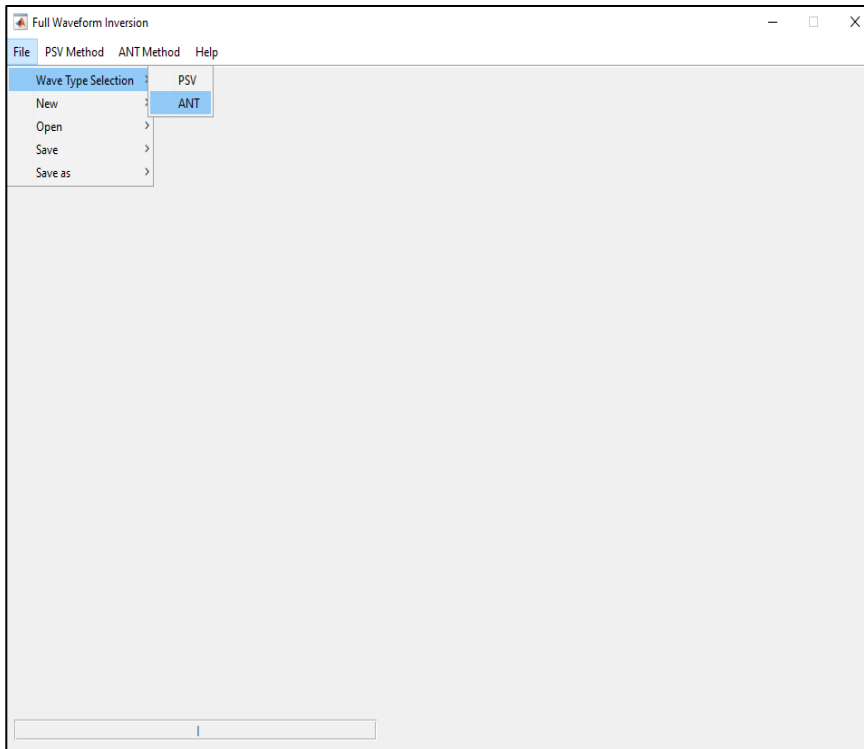 Full Waveform Inversion
File PSV Method ANT Method Help
Wave Type Selection > PSV
New > ANT
Open >
Save >
Save as >